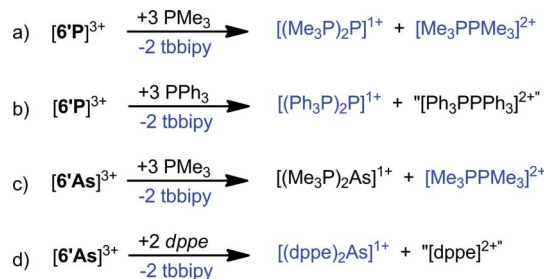 a) [6'P]³⁺ +3 PMe₃ -2 tbbipy [(Me₃P)₂P]¹⁺ + [Me₃PPMe₃]²⁺
b) [6'P]³⁺ +3 PPh₃ -2 tbbipy [(Ph₃P)₂P]¹⁺ + "[Ph₃PPPh₃]²⁺"
c) [6'As]³⁺ +3 PMe₃ -2 tbbipy [(Me₃P)₂As]¹⁺ + [Me₃PPMe₃]²⁺
d) [6'As]³⁺ +2 dppe -2 tbbipy [(dppe)₂As]¹⁺ + "[dppe]²⁺"